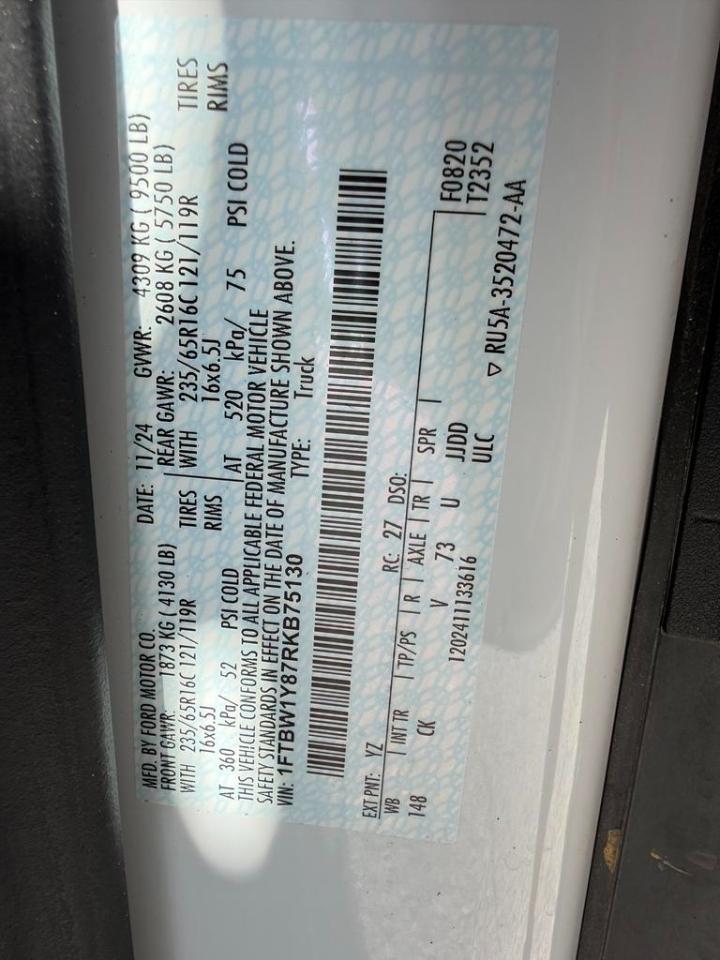 MFD. BY FORD MOTOR CO. DATE: 11/24 GVWR: 4309 KG ( 9500 LB)
FRONT GAWR: 1873 KG ( 4130 LB) REAR GAWR: 2608 KG ( 5750 LB)
WITH 235/65R16C 121/119R TIRES WITH 235/65R16C 121/119R TIRES
16x6.5J RIMS 16x6.5J RIMS
AT 360 kPa/ 52 PSI COLD AT 520 kPa/ 75 PSI COLD
THIS VEHICLE CONFORMS TO ALL APPLICABLE FEDERAL MOTOR VEHICLE
SAFETY STANDARDS IN EFFECT ON THE DATE OF MANUFACTURE SHOWN ABOVE.
VIN: 1FTBW1Y87RKB75130 TYPE: Truck
EXT PNT: YZ RC: 27 DSO: F0820
WB INT TR TP/PS R AXLE TR SPR T2352
148 CK V 73 U JJDD
1202411133616 ULC ▽ RU5A-3520472-AA